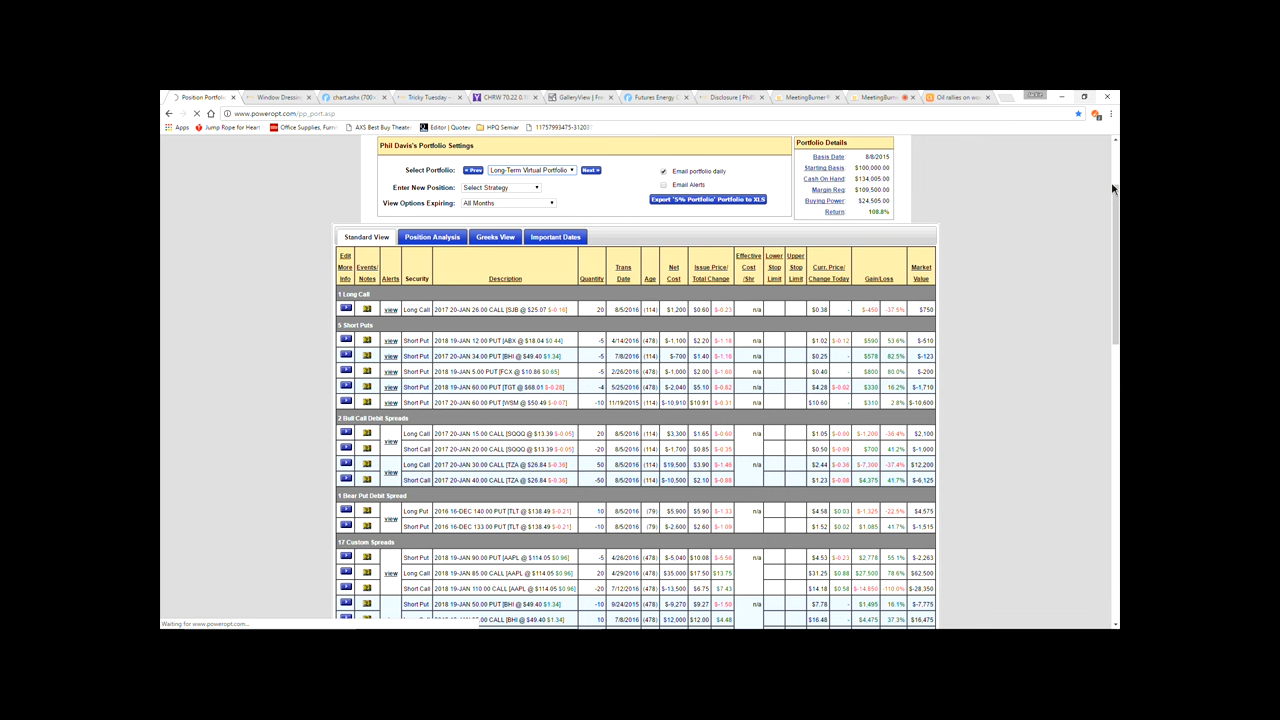 Position Portfoli × Window Dressin × chart.ashx (700× × Tricky Tuesday – × CHRW 70.22 0.1 × GalleryView | Fre × Futures Energy C × Disclosure | Phil × MeetingBurner × MeetingBurn × Oil rallies on wo ×
www.poweropt.com/pp_port.asp
Apps Jump Rope for Heart Office Supplies, Furn AXS Best Buy Theater Editor | Quotev HPQ Semiar 11757993475-31203
Phil Davis's Portfolio Settings
Select Portfolio: « Prev Long-Term Virtual Portfolio Next »
Enter New Position: Select Strategy
View Options Expiring: All Months
Email portfolio daily
Email Alerts
Export '5% Portfolio' Portfolio to XLS
Portfolio Details
Basis Date 8/8/2015
Starting Basis $100,000.00
Cash On Hand: $134,005.00
Margin Req: $109,500.00
Buying Power: $24,505.00
Return: 108.8%
Standard View Position Analysis Greeks View Important Dates
Edit More Info Events/ Notes Alerts Security Description Quantity Trans Date Age Net Cost Issue Price/ Total Change Effective Cost /Shr Lower Stop Limit Upper Stop Limit Curr. Price/ Change Today Gain/Loss Market Value
1 Long Call
view Long Call 2017 20-JAN 26.00 CALL [SJB @ $25.07 $-0.16] 20 8/5/2016 (114) $1,200 $0.60 $-0.23 n/a $0.38 - $-450 -37.5% $750
5 Short Puts
view Short Put 2018 19-JAN 12.00 PUT [ABX @ $18.04 $0.44] -5 4/14/2016 (478) $-1,100 $2.20 $-1.18 n/a $1.02 $-0.12 $590 53.6% $-510
view Short Put 2017 20-JAN 34.00 PUT [BHI @ $49.40 $1.34] -5 7/8/2016 (114) $-700 $1.40 $-1.16 n/a $0.25 - $578 82.5% $-123
view Short Put 2018 19-JAN 5.00 PUT [FCX @ $10.86 $0.65] -5 2/26/2016 (478) $-1,000 $2.00 $-1.60 n/a $0.40 - $800 80.0% $-200
view Short Put 2018 19-JAN 60.00 PUT [TGT @ $68.01 $-0.28] -4 5/25/2016 (478) $-2,040 $5.10 $-0.82 n/a $4.28 $-0.02 $330 16.2% $-1,710
view Short Put 2017 20-JAN 60.00 PUT [WSM @ $50.49 $-0.07] -10 11/19/2015 (114) $-10,910 $10.91 $-0.31 n/a $10.60 - $310 2.8% $-10,600
2 Bull Call Debit Spreads
view Long Call 2017 20-JAN 15.00 CALL [SQQQ @ $13.39 $-0.05] 20 8/5/2016 (114) $3,300 $1.65 $-0.60 n/a $1.05 $-0.00 $-1,200 -36.4% $2,100
Short Call 2017 20-JAN 20.00 CALL [SQQQ @ $13.39 $-0.05] -20 8/5/2016 (114) $-1,700 $0.85 $-0.35 $0.50 $-0.09 $700 41.2% $-1,000
view Long Call 2017 20-JAN 30.00 CALL [TZA @ $26.84 $-0.36] 50 8/5/2016 (114) $19,500 $3.90 $-1.46 n/a $2.44 $-0.36 $-7,300 -37.4% $12,200
Short Call 2017 20-JAN 40.00 CALL [TZA @ $26.84 $-0.36] -50 8/5/2016 (114) $-10,500 $2.10 $-0.88 $1.23 $-0.08 $4,375 41.7% $-6,125
1 Bear Put Debit Spread
view Long Put 2016 16-DEC 140.00 PUT [TLT @ $138.49 $-0.21] 10 8/5/2016 (79) $5,900 $5.90 $-1.33 n/a $4.58 $0.03 $-1,325 -22.5% $4,575
Short Put 2016 16-DEC 133.00 PUT [TLT @ $138.49 $-0.21] -10 8/5/2016 (79) $-2,600 $2.60 $-1.09 $1.52 $0.02 $1,085 41.7% $-1,515
17 Custom Spreads
view Short Put 2018 19-JAN 90.00 PUT [AAPL @ $114.05 $0.96] -5 4/26/2016 (478) $-5,040 $10.08 $-5.56 n/a $4.53 $-0.23 $2,778 55.1% $-2,263
Long Call 2018 19-JAN 85.00 CALL [AAPL @ $114.05 $0.96] 20 4/29/2016 (478) $35,000 $17.50 $13.75 $31.25 $0.88 $27,500 78.6% $62,500
Short Call 2018 19-JAN 110.00 CALL [AAPL @ $114.05 $0.96] -20 7/12/2016 (478) $-13,500 $6.75 $7.43 $14.18 $0.58 $-14,850 -110.0% $-28,350
Short Put 2018 19-JAN 50.00 PUT [BHI @ $49.40 $1.34] -10 9/24/2015 (478) $-9,270 $9.27 $-1.50 n/a $7.78 - $1,495 16.1% $-7,775
.00 CALL [BHI @ $49.40 $1.34] 10 7/8/2016 (478) $12,000 $12.00 $4.48 $16.48 - $4,475 37.3% $16,475
Waiting for www.poweropt.com...